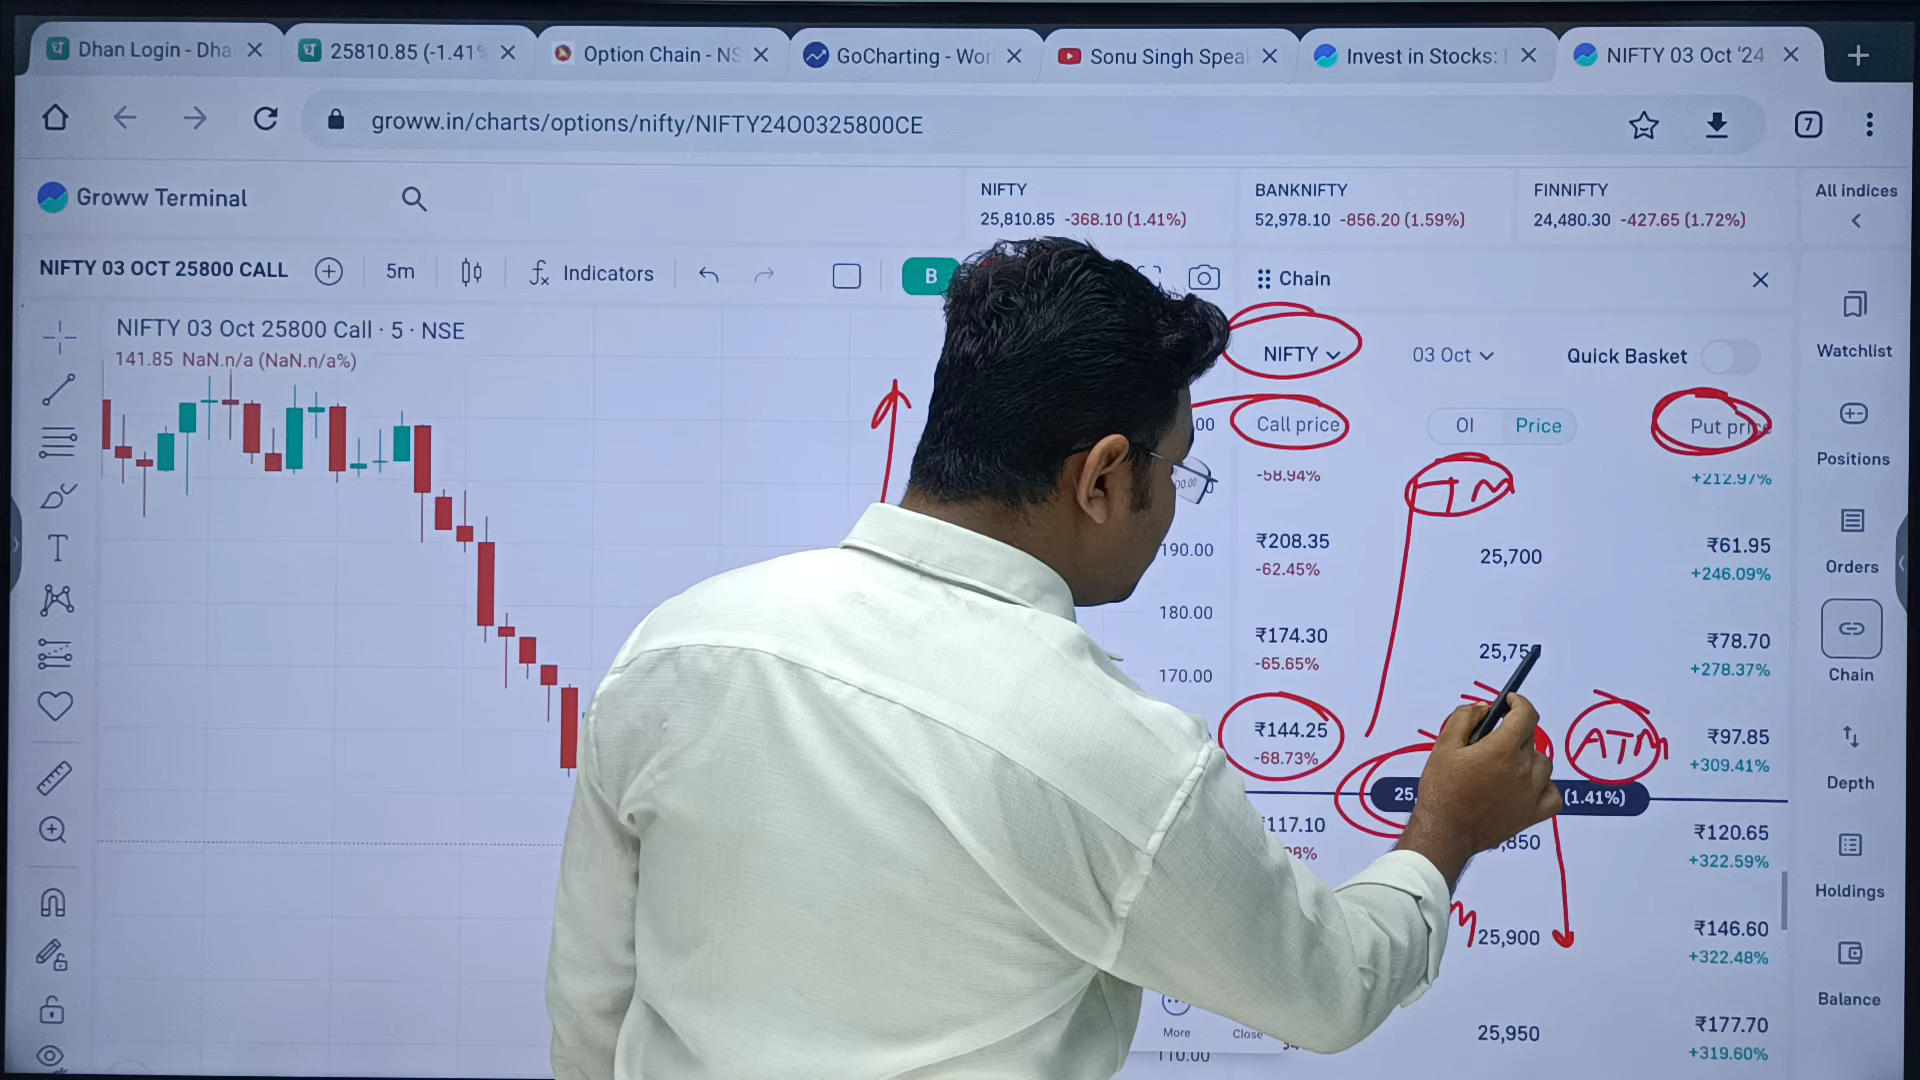 Dhan Login - Dha
25810.85 (-1.41%
Option Chain - NS
GoCharting - Wor
Sonu Singh Spea
Invest in Stocks:
NIFTY 03 Oct '24
groww.in/charts/options/nifty/NIFTY24O0325800CE
7
Groww Terminal
NIFTY
25,810.85 -368.10 (1.41%)
BANKNIFTY
52,978.10 -856.20 (1.59%)
FINNIFTY
24,480.30 -427.65 (1.72%)
All indices
NIFTY 03 OCT 25800 CALL
5m
Indicators
B
Chain
NIFTY 03 Oct 25800 Call · 5 · NSE
141.85 NaN.n/a (NaN.n/a%)
NIFTY
03 Oct
Quick Basket
Call price
OI
Price
Put price
-58.94%
+212.97%
ITM
₹208.35
-62.45%
25,700
₹61.95
+246.09%
₹174.30
-65.65%
25,75
₹78.70
+278.37%
₹144.25
-68.73%
ATM
₹97.85
+309.41%
25,
(1.41%)
117.10
8%
,850
₹120.65
+322.59%
M
25,900
₹146.60
+322.48%
25,950
₹177.70
+319.60%
190.00
180.00
170.00
110.00
More
Close
Watchlist
Positions
Orders
Chain
Depth
Holdings
Balance